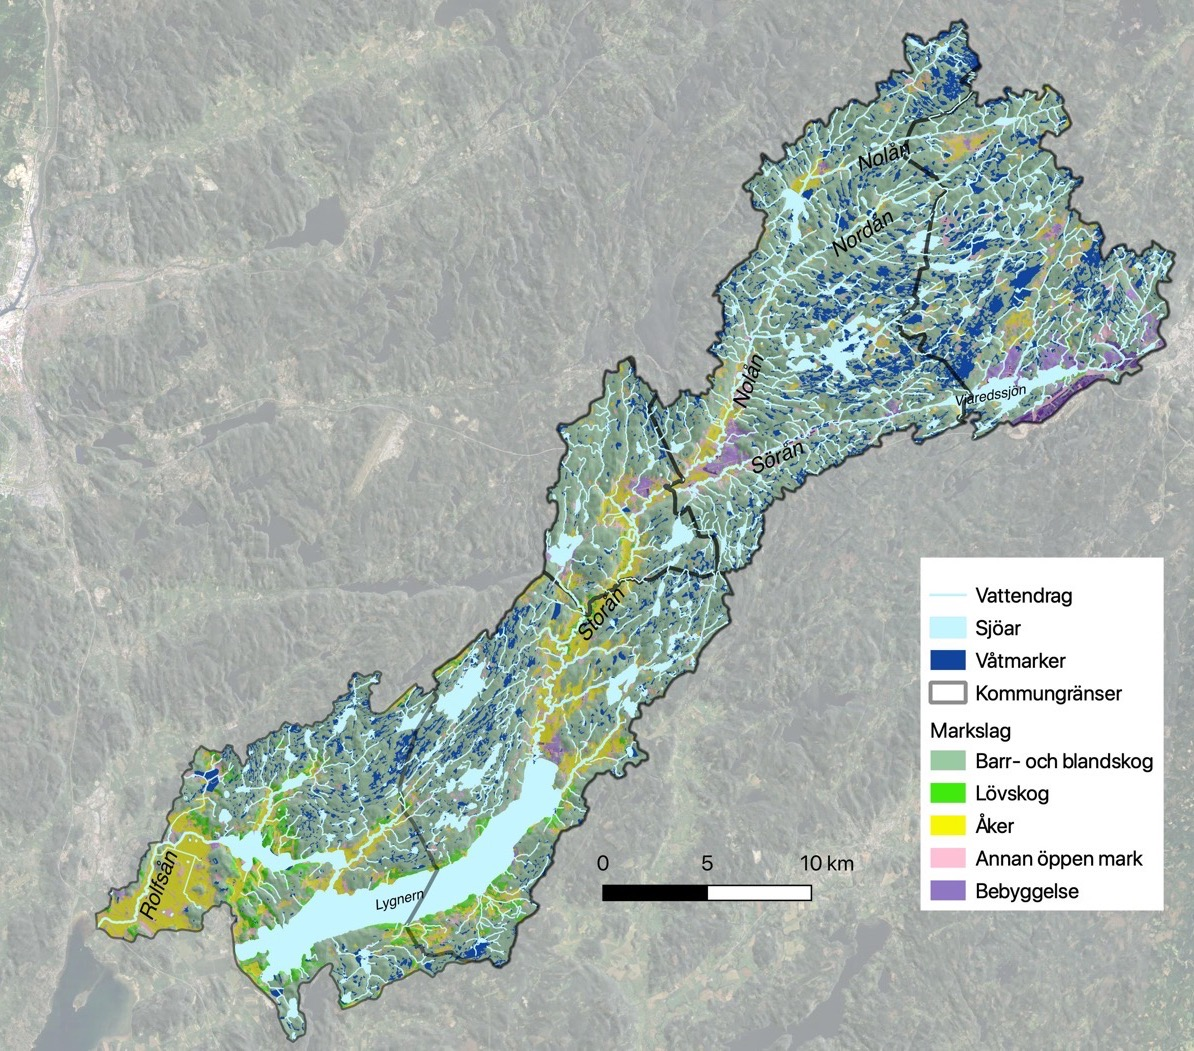 Nolån
Nordån
Nolån
Vjäredssjön
Sörån
Storån
Rolfsån
Lygnern
Vattendrag
Sjöar
Våtmarker
Kommungränser
Markslag
Barr- och blandskog
Lövskog
Åker
Annan öppen mark
Bebyggelse
0 5 10 km